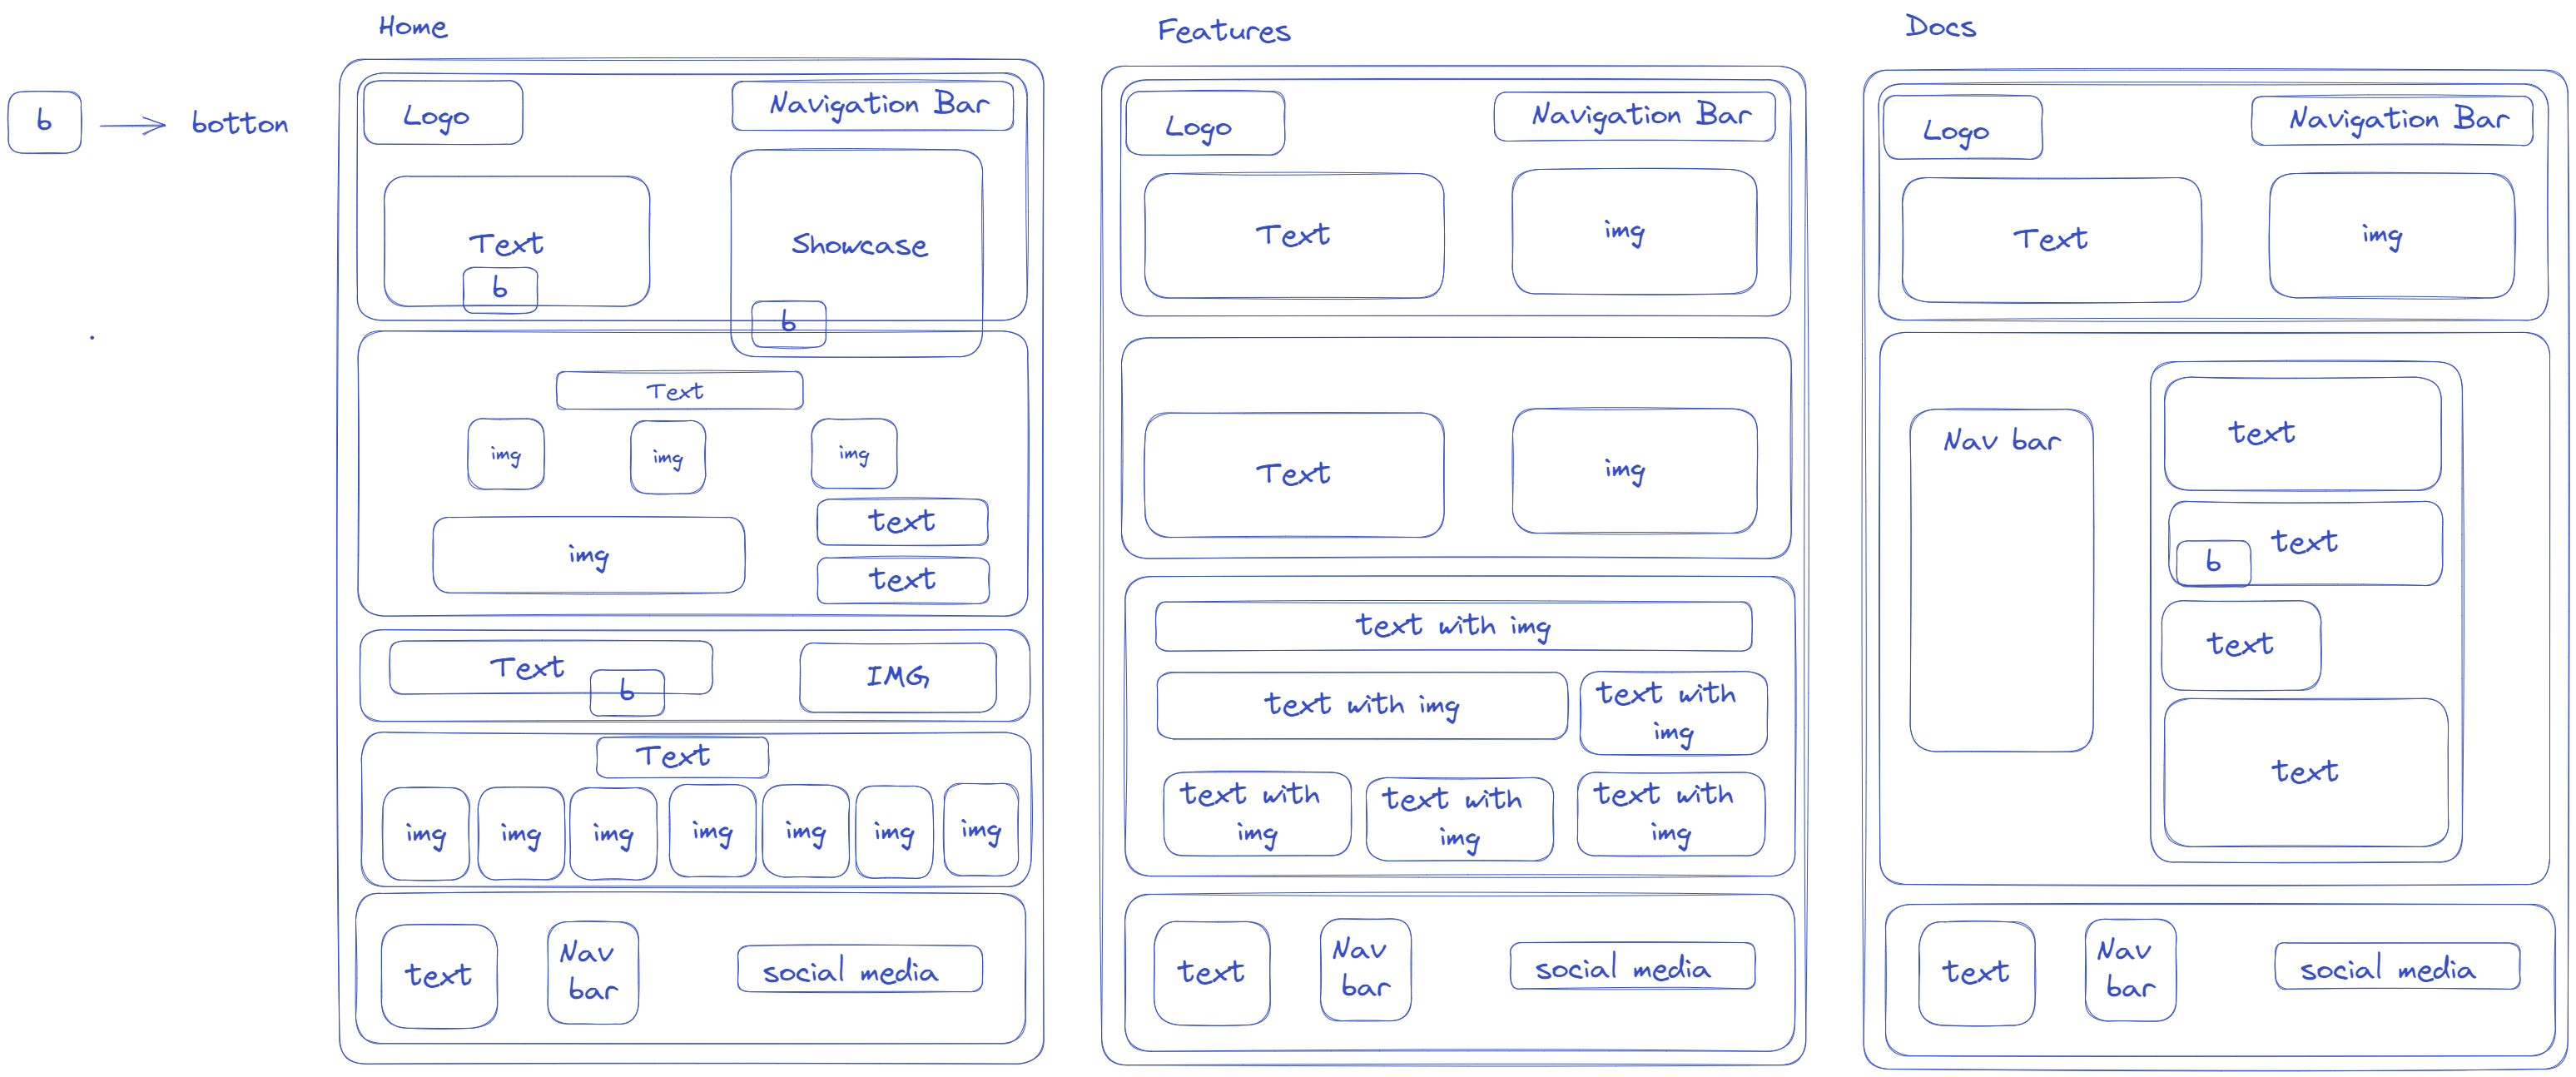 b
botton
Home
Logo
Navigation Bar
Text
b
Showcase
b
Text
img
img
img
img
text
text
Text
b
IMG
Text
img
img
img
img
img
img
img
text
Nav
bar
social media
Features
Logo
Navigation Bar
Text
img
Text
img
text with img
text with img
text with
img
text with
img
text with
img
text with
img
text
Nav
bar
social media
Docs
Logo
Navigation Bar
Text
img
Nav bar
text
text
b
text
text
text
Nav
bar
social media